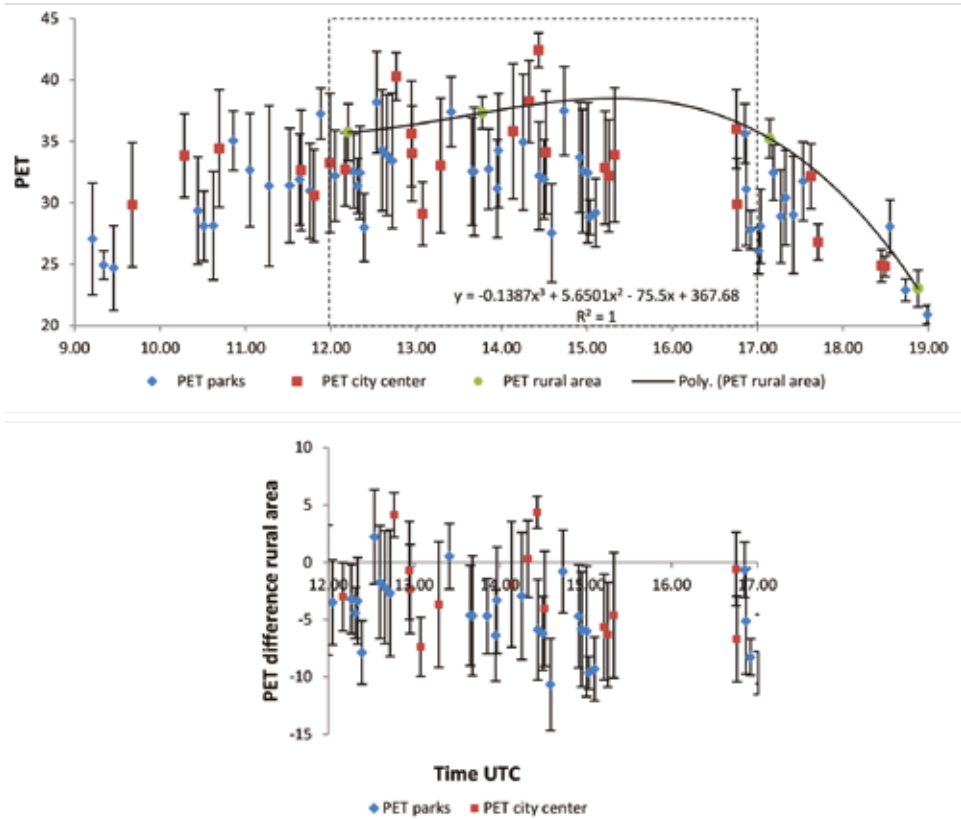 PET
45
40
35
30
25
20
y = -0.1387x³ + 5.6501x² - 75.5x + 367.68
R² = 1
9.00 10.00 11.00 12.00 13.00 14.00 15.00 16.00 17.00 18.00 19.00
PET parks PET city center PET rural area Poly. (PET rural area)
PET difference rural area
10
5
0
12.00 13.00 14.00 15.00 16.00 17.00
-5
-10
-15
Time UTC
PET parks PET city center